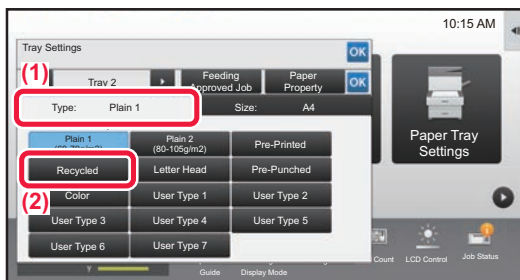 10:15 AM
Tray Settings
OK
(1)
Tray 2
Feeding
Approved Job
Paper
Property
OK
Type: Plain 1
Size: A4
Plain 1
Plain 2
(80-105g/m2)
Pre-Printed
Recycled
Letter Head
Pre-Punched
(2)
Color
User Type 1
User Type 2
User Type 3
User Type 4
User Type 5
User Type 6
User Type 7
Paper Tray
Settings
Count
LCD Control
Job Status
Guide
Display Mode